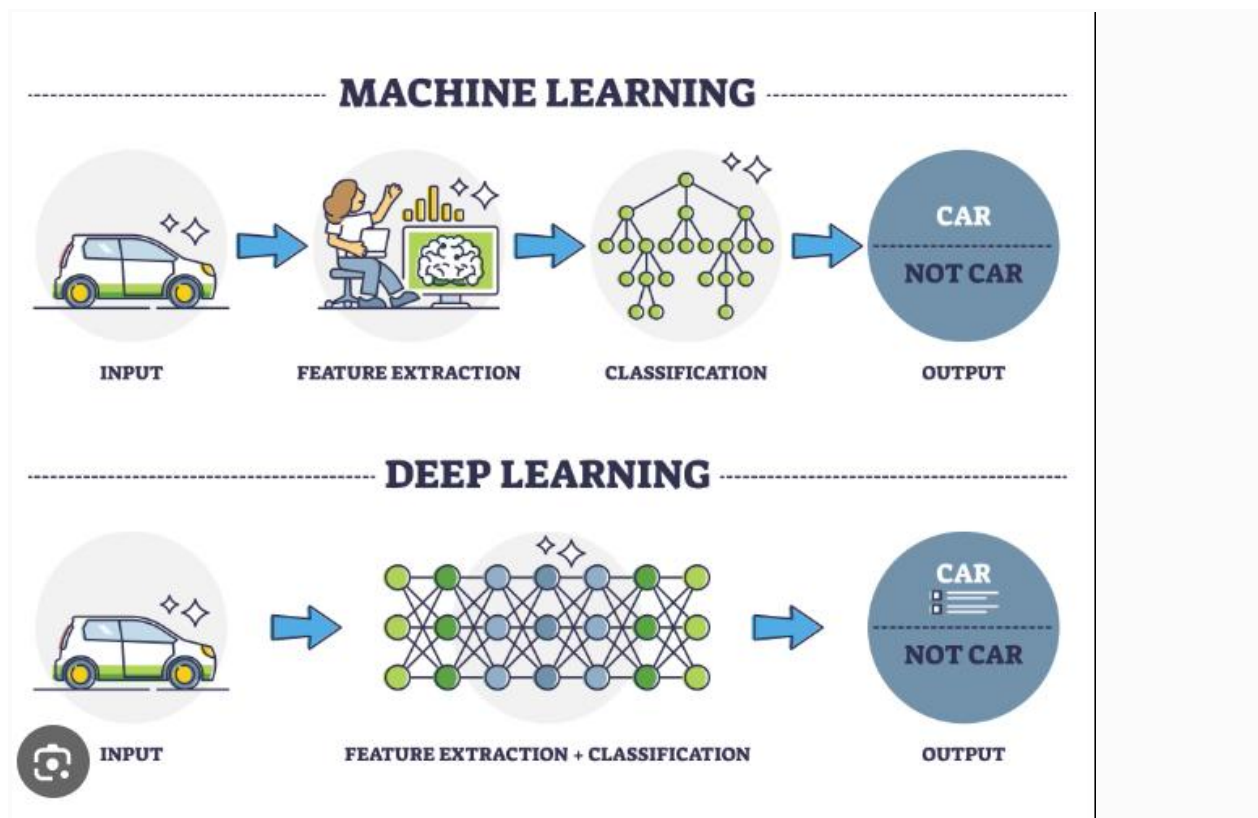 MACHINE LEARNING
CAR
NOT CAR
INPUT
FEATURE EXTRACTION
CLASSIFICATION
OUTPUT
DEEP LEARNING
CAR
NOT CAR
INPUT
FEATURE EXTRACTION + CLASSIFICATION
OUTPUT